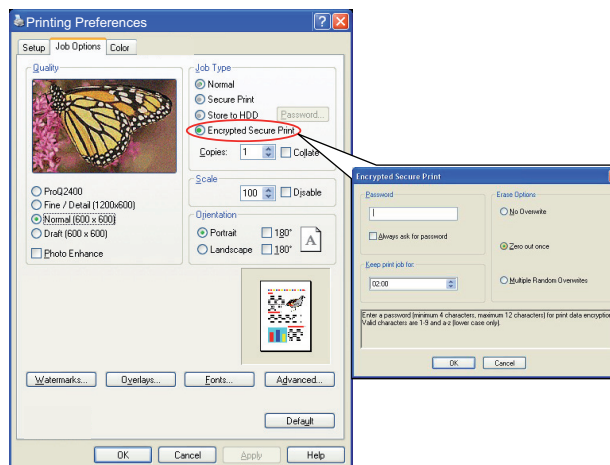 Printing Preferences
Setup
Job Options
Color
Quality
ProQ2400
Fine / Detail (1200x600)
Normal (600 x 600)
Draft (600 x 600)
Photo Enhance
Job Type
Normal
Secure Print
Store to HDD
Password...
Encrypted Secure Print
Copies:
1
Collate
Scale
100
Disable
Orientation
Portrait
180°
Landscape
180°
A
Watermarks...
Overlays...
Fonts...
Advanced...
Default
OK
Cancel
Apply
Help
Encrypted Secure Print
Password
Always ask for password
Keep print job for:
02:00
Erase Options
No Overwrite
Zero out once
Multiple Random Overwrites
Enter a password (minimum 4 characters, maximum 12 characters) for print data encryption
Valid characters are 1-9 and a-z (lower case only).
OK
Cancel